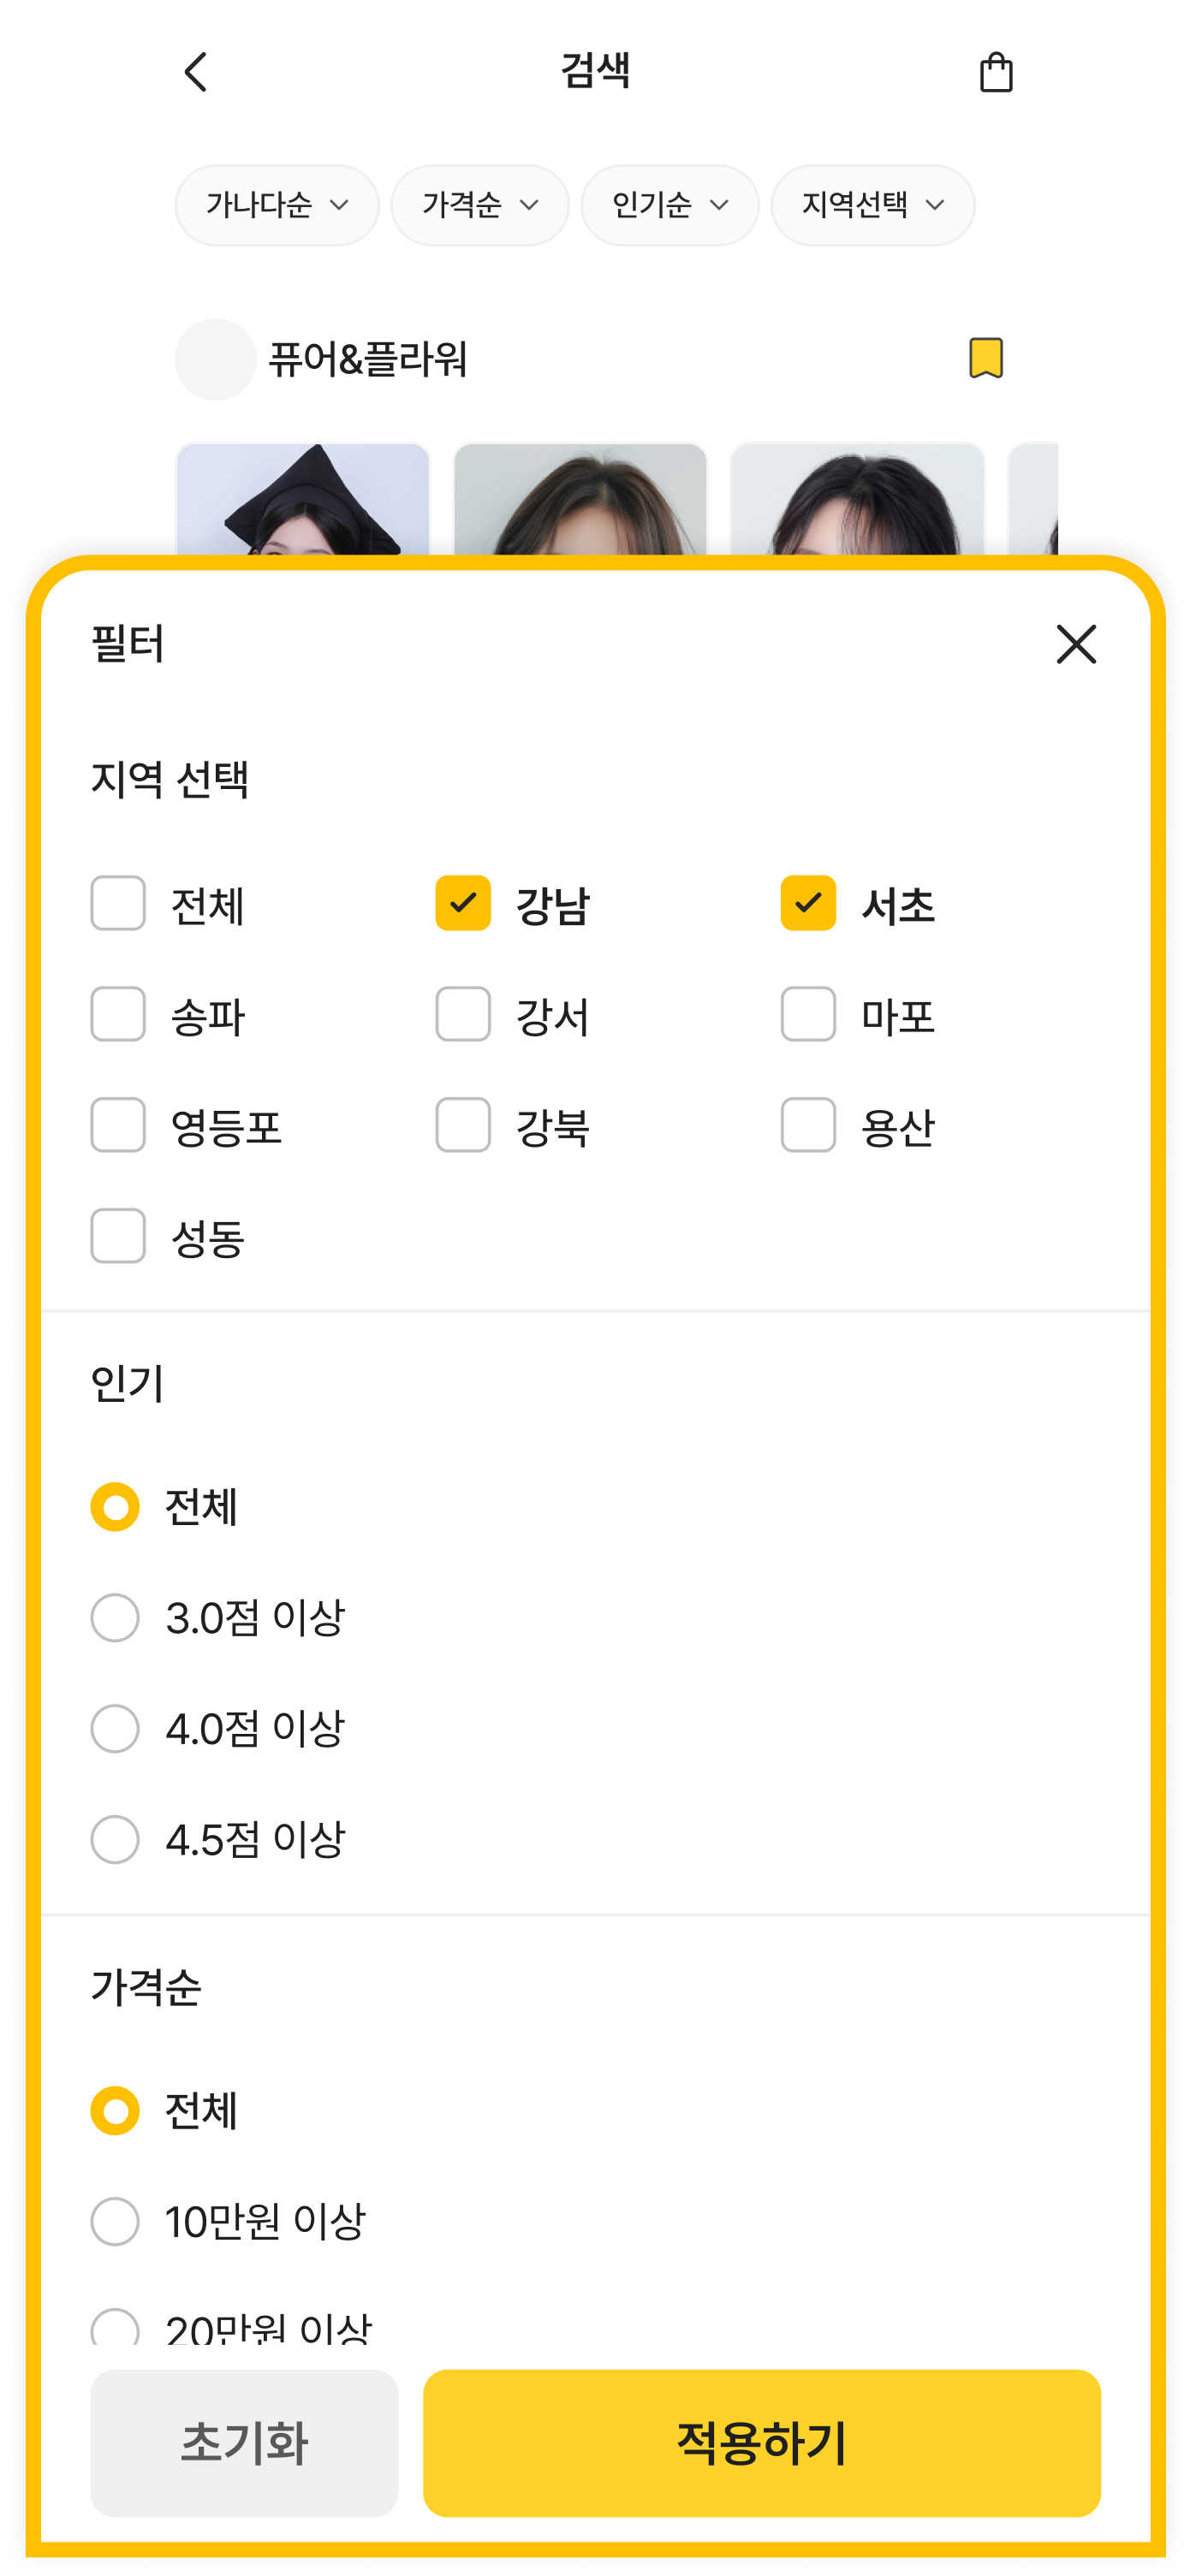 검색
가나다순 가격순 인기순 지역선택
퓨어&플라워
필터
지역 선택
전체 강남 서초
송파 강서 마포
영등포 강북 용산
성동
인기
전체
3.0점 이상
4.0점 이상
4.5점 이상
가격순
전체
10만원 이상
20만원 이상
초기화 적용하기